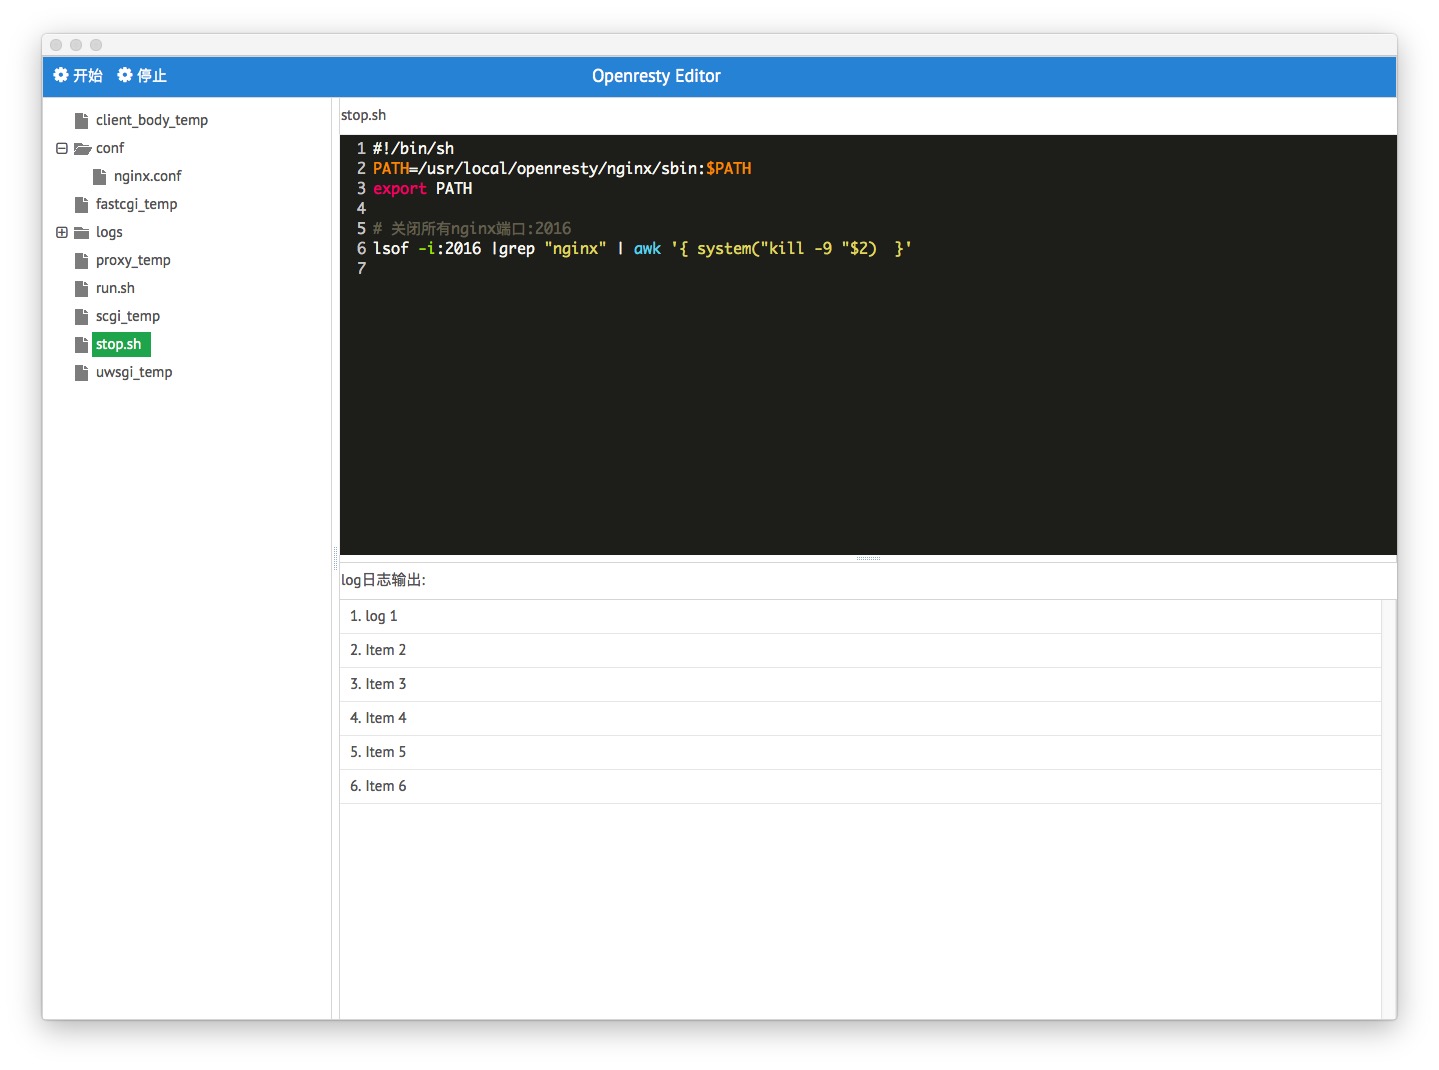 开始 停止 Openresty Editor
client_body_temp
conf
nginx.conf
fastcgi_temp
logs
proxy_temp
run.sh
scgi_temp
stop.sh
uwsgi_temp
stop.sh
1 #!/bin/sh
2 PATH=/usr/local/openresty/nginx/sbin:$PATH
3 export PATH
4
5 # 关闭所有nginx端口:2016
6 lsof -i:2016 |grep "nginx" | awk '{ system("kill -9 "$2)  }'
7
log日志输出:
1. log 1
2. Item 2
3. Item 3
4. Item 4
5. Item 5
6. Item 6